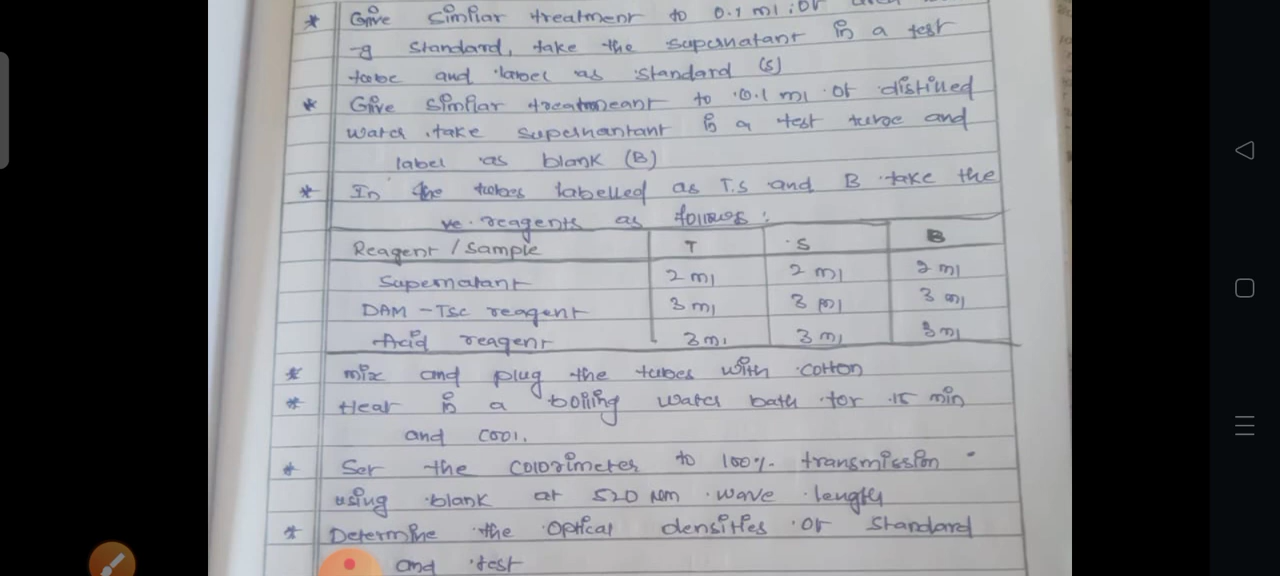 * Give similar treatment to 0.1 ml of
-g standard, take the supernatant in a test
tube and label as standard (S)
* Give similar treatmeant to 0.1 ml of distilled
water take supernantant in a test turbe and
label as blank (B)
* In the tubes labelled as T.S and B take the
ve.reagents as follows:
Reagent / Sample T S B
Supernatant 2 ml 2 ml 2 ml
DAM - TSC reagent 3 ml 3 ml 3 ml
Acid reagent 3 ml 3 ml 3 ml
* mix and plug the tubes with cotton
* Heat in a boiling water bath for 15 min
and cool.
* Set the colorimeter to 100% transmission
using blank at 520 nm wave length
* Determine the optical densities of standard
and test